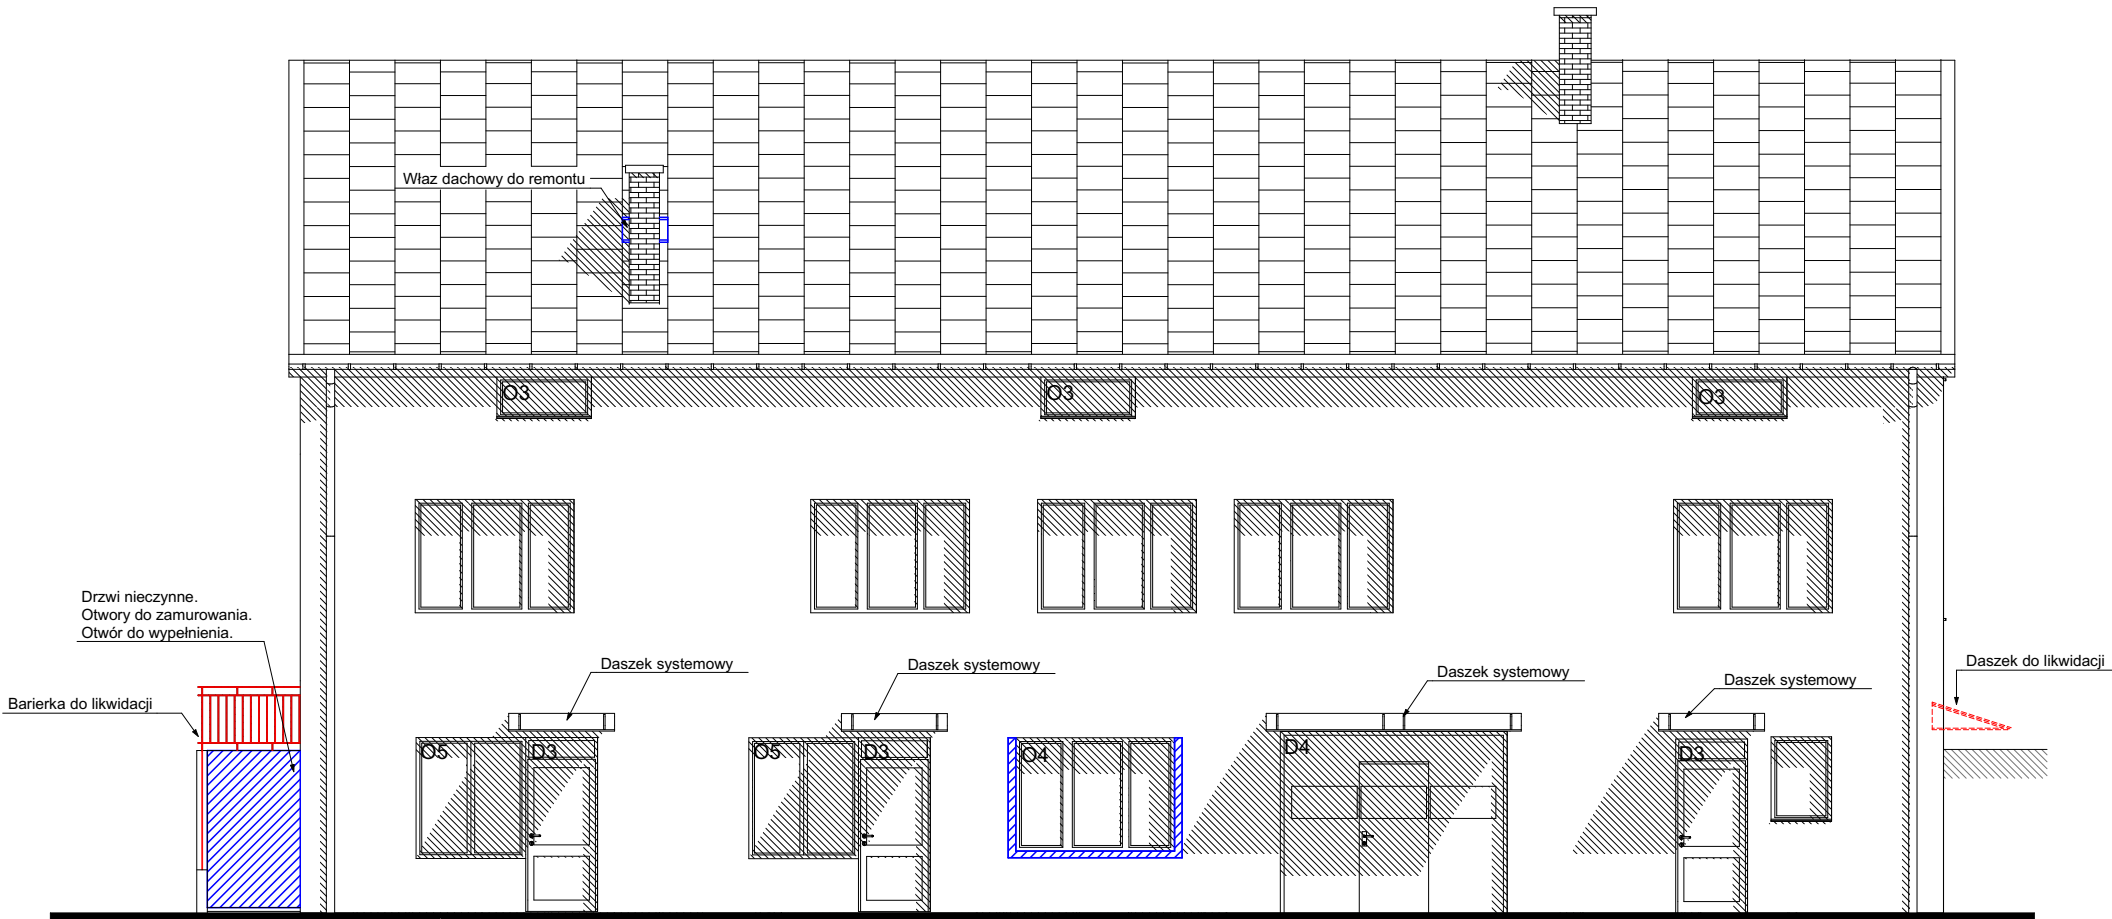 Właz dachowy do remontu
O3
O3
O3
Drzwi nieczynne.
Otwory do zamurowania.
Otwór do wypełnienia.
Barierka do likwidacji
Daszek systemowy
Daszek systemowy
Daszek systemowy
Daszek systemowy
Daszek do likwidacji
O5
D3
O5
D3
O4
D4
D3